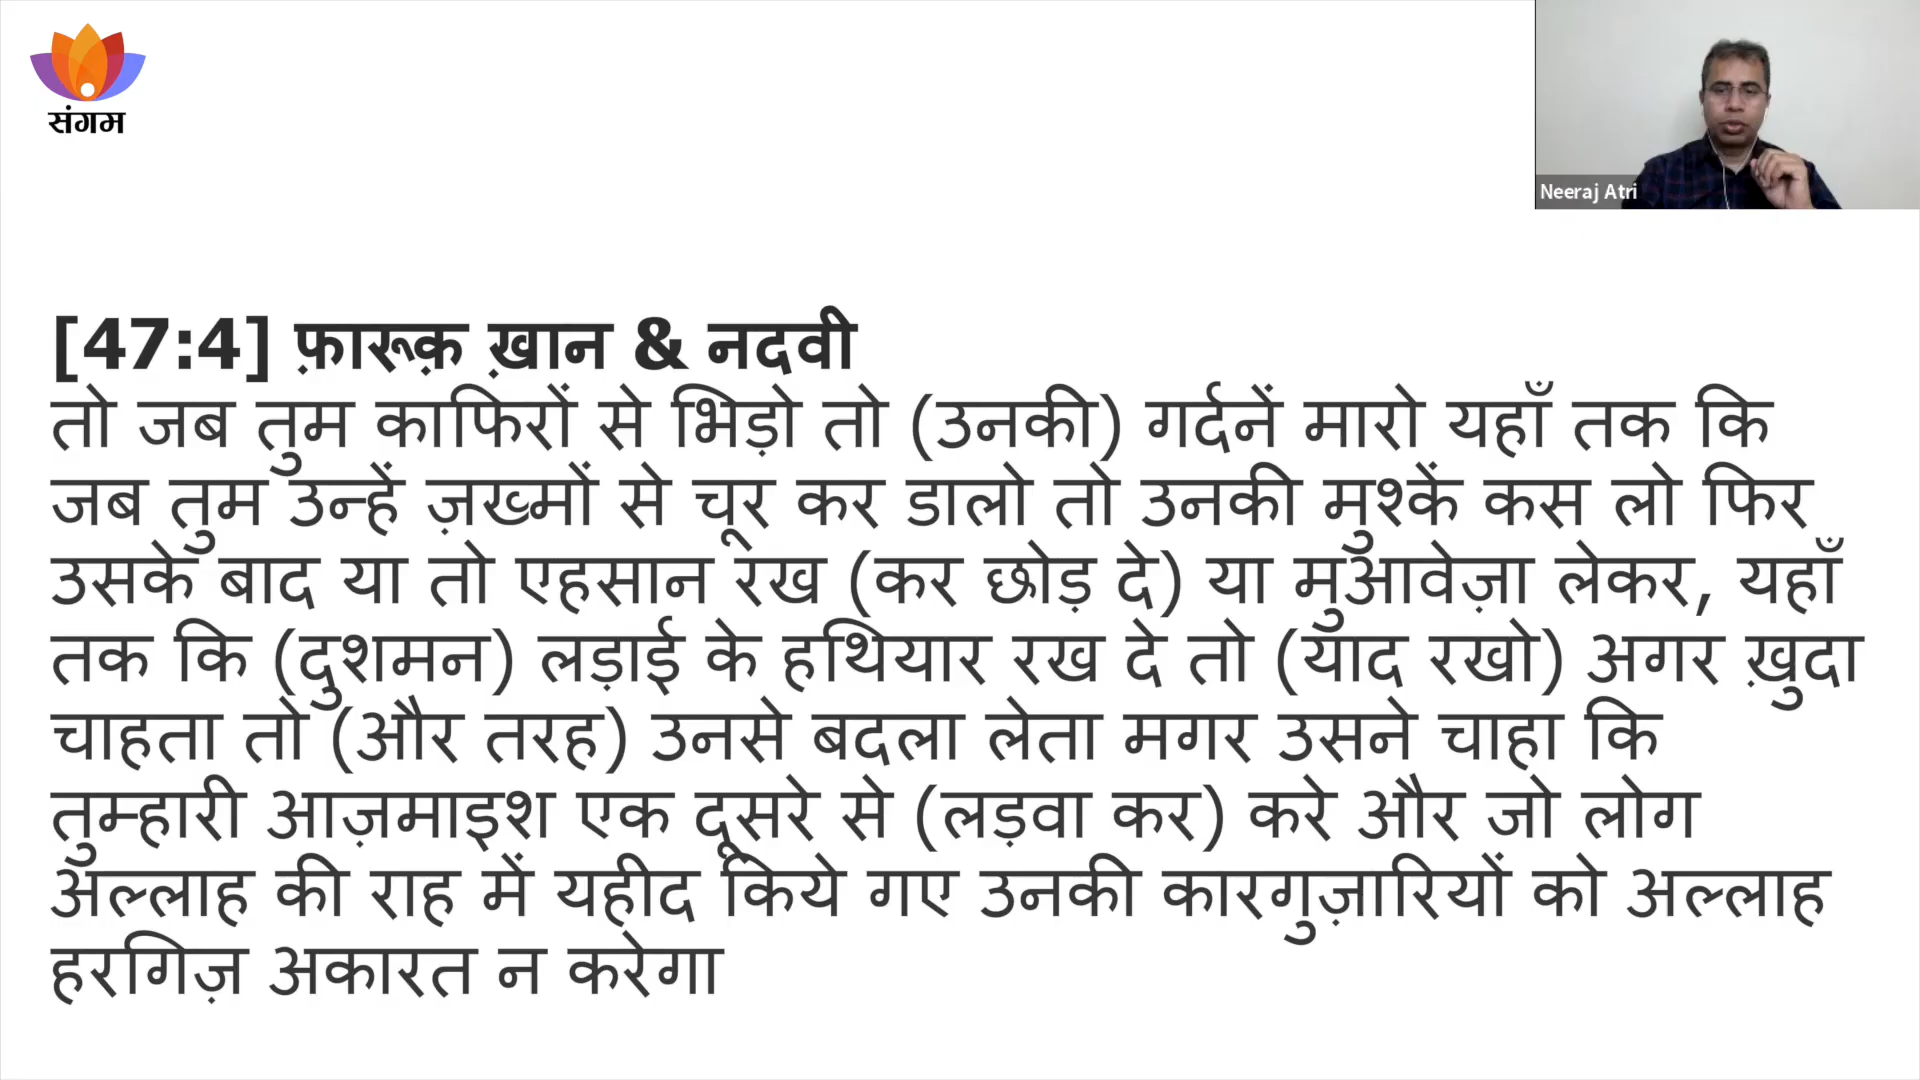 संगम
Neeraj Atri
[47:4] फ़ारूक़ ख़ान & नदवी
तो जब तुम काफिरों से भिड़ो तो (उनकी) गर्दनें मारो यहाँ तक कि
जब तुम उन्हें ज़ख्मों से चूर कर डालो तो उनकी मुश्कें कस लो फिर
उसके बाद या तो एहसान रख (कर छोड़ दे) या मुआवेज़ा लेकर, यहाँ
तक कि (दुशमन) लड़ाई के हथियार रख दे तो (याद रखो) अगर ख़ुदा
चाहता तो (और तरह) उनसे बदला लेता मगर उसने चाहा कि
तुम्हारी आज़माइश एक दूसरे से (लड़वा कर) करे और जो लोग
अल्लाह की राह में यहीद किये गए उनकी कारगुज़ारियों को अल्लाह
हरगिज़ अकारत न करेगा